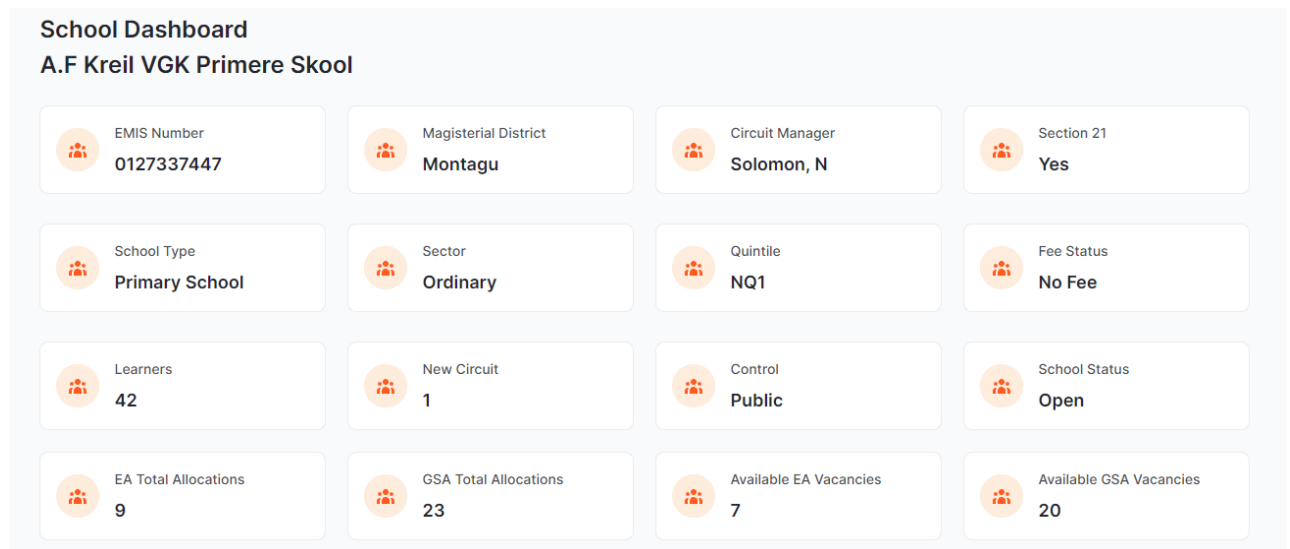 School Dashboard
A.F Kreil VGK Primere Skool
EMIS Number
0127337447
Magisterial District
Montagu
Circuit Manager
Solomon, N
Section 21
Yes
School Type
Primary School
Sector
Ordinary
Quintile
NQ1
Fee Status
No Fee
Learners
42
New Circuit
1
Control
Public
School Status
Open
EA Total Allocations
9
GSA Total Allocations
23
Available EA Vacancies
7
Available GSA Vacancies
20